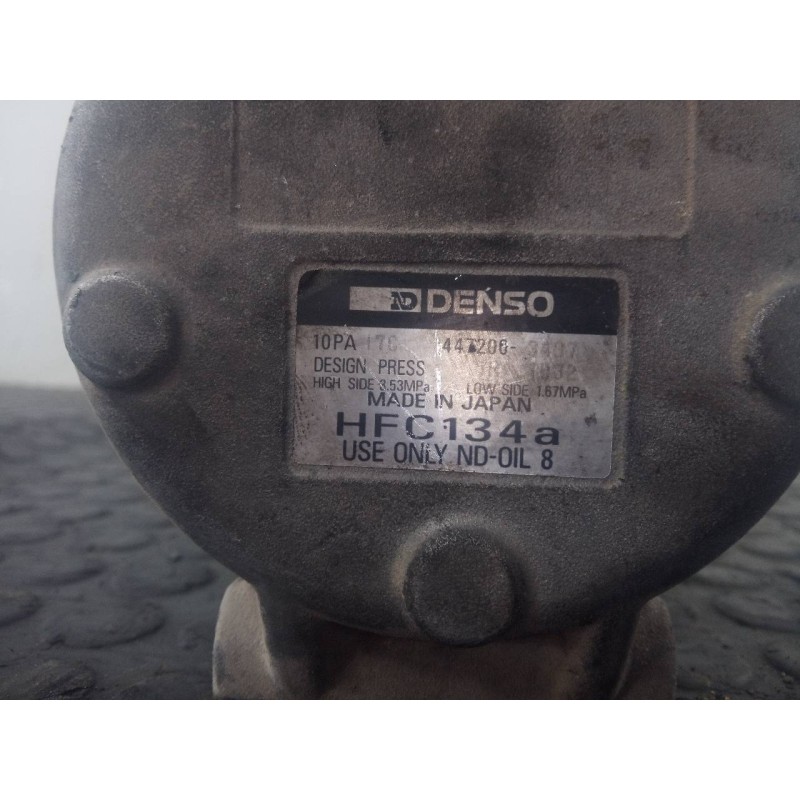 ND DENSO
10PA 447200-
DESIGN PRESS
HIGH SIDE 3.53MPa LOW SIDE 1.67MPa
MADE IN JAPAN
HFC134a
USE ONLY ND-OIL 8